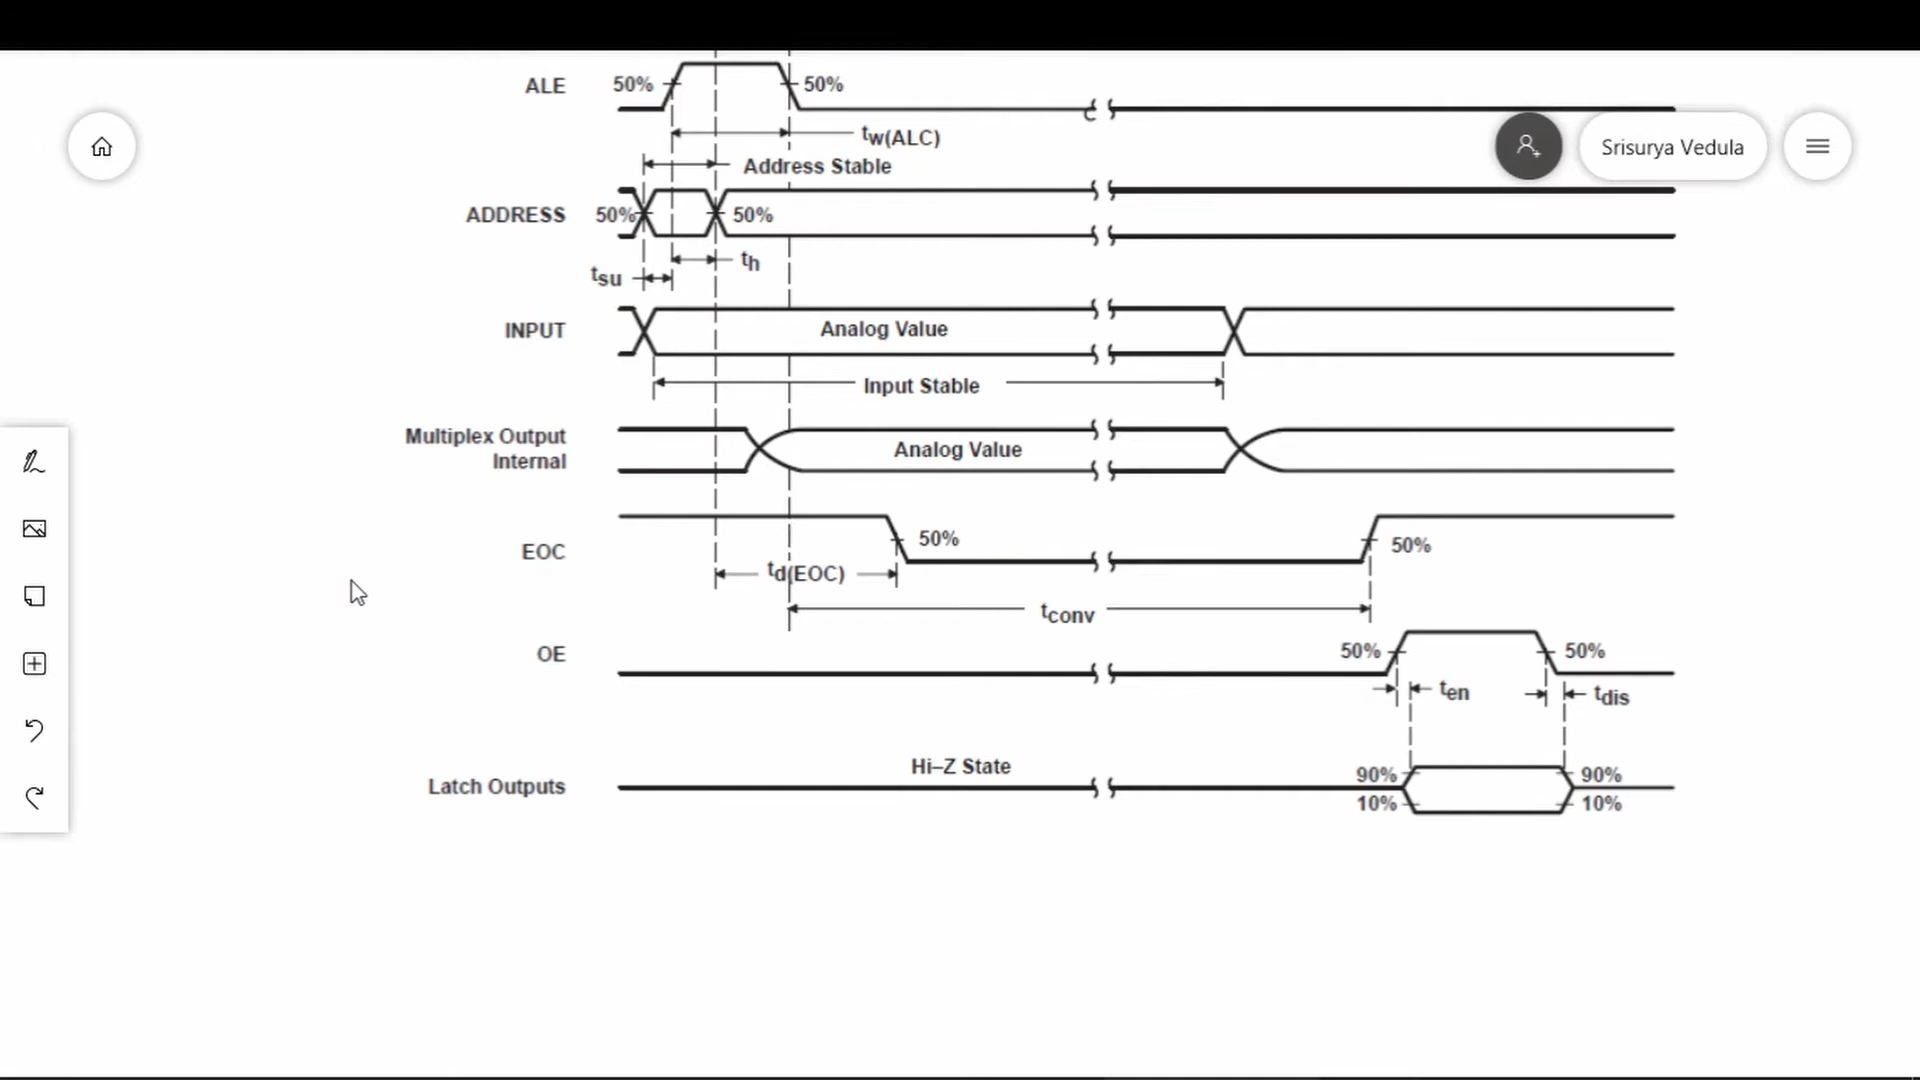 ALE
50%
50%
tw(ALC)
Address Stable
Srisurya Vedula
ADDRESS
50%
50%
th
tsu
INPUT
Analog Value
Input Stable
Multiplex Output
Internal
Analog Value
EOC
50%
50%
td(EOC)
tconv
OE
50%
50%
ten
tdis
Latch Outputs
Hi–Z State
90%
90%
10%
10%